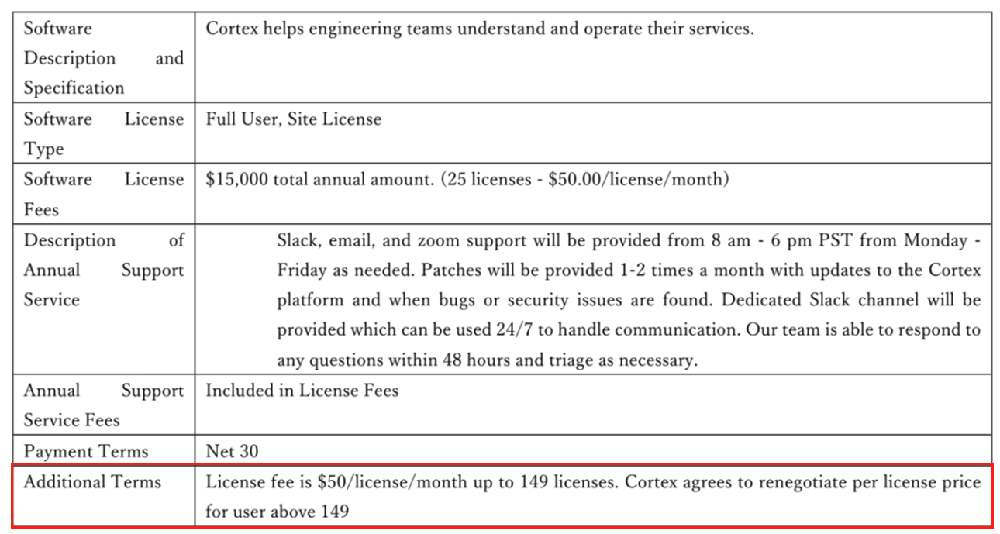 Software
Description and
Specification
Cortex helps engineering teams understand and operate their services.
Software License
Type
Full User, Site License
Software License
Fees
$15,000 total annual amount. (25 licenses - $50.00/license/month)
Description of
Annual Support
Service
Slack, email, and zoom support will be provided from 8 am - 6 pm PST from Monday -
Friday as needed. Patches will be provided 1-2 times a month with updates to the Cortex
platform and when bugs or security issues are found. Dedicated Slack channel will be
provided which can be used 24/7 to handle communication. Our team is able to respond to
any questions within 48 hours and triage as necessary.
Annual Support
Service Fees
Included in License Fees
Payment Terms
Net 30
Additional Terms
License fee is $50/license/month up to 149 licenses. Cortex agrees to renegotiate per license price
for user above 149